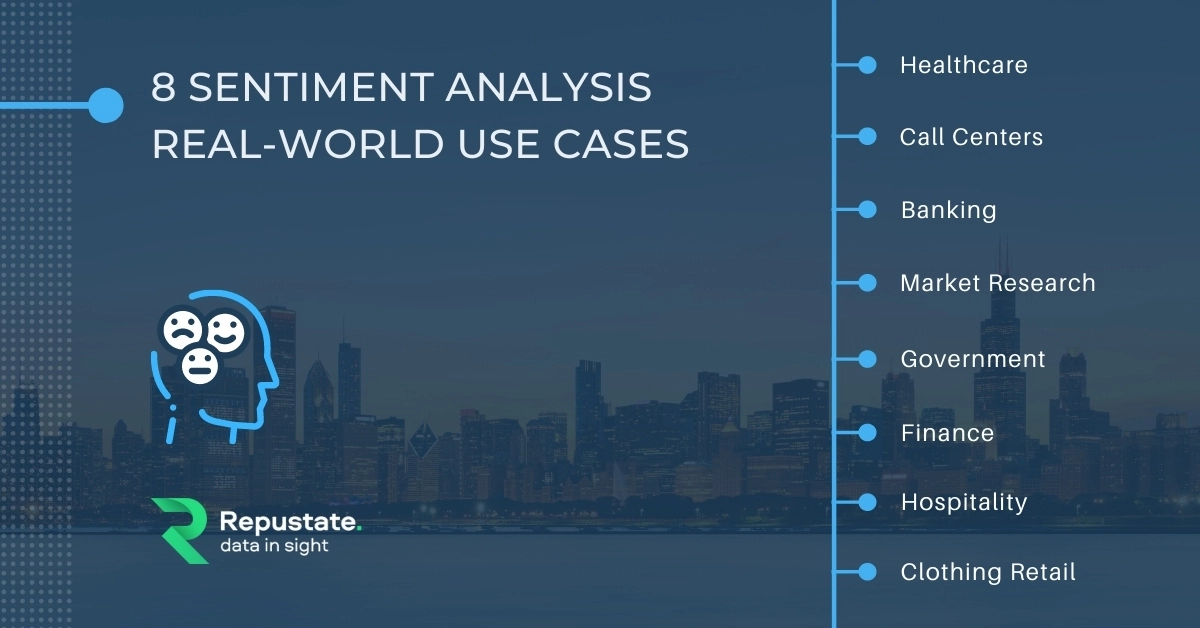 8 SENTIMENT ANALYSIS
REAL-WORLD USE CASES
Repustate.
data in sight
Healthcare
Call Centers
Banking
Market Research
Government
Finance
Hospitality
Clothing Retail